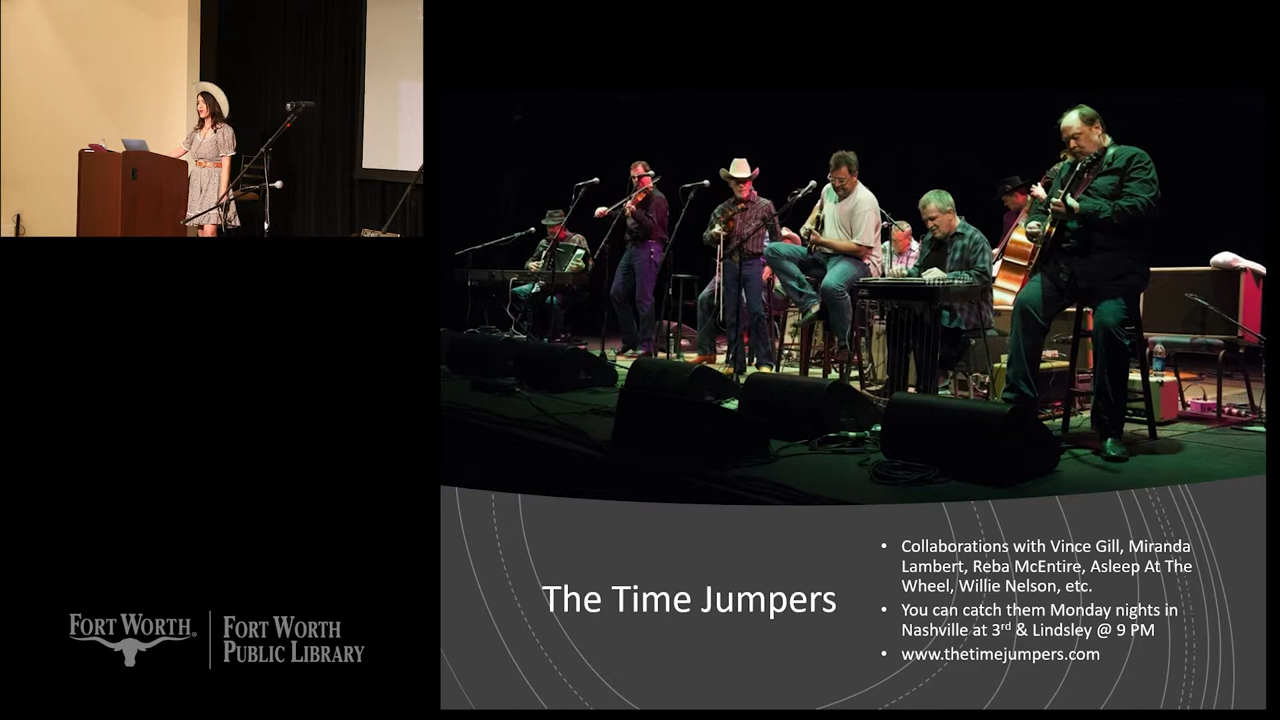 The Time Jumpers
• Collaborations with Vince Gill, Miranda
Lambert, Reba McEntire, Asleep At The
Wheel, Willie Nelson, etc.
• You can catch them Monday nights in
Nashville at 3rd & Lindsley @ 9 PM
• www.thetimejumpers.com
FORT WORTH®
FORT WORTH
PUBLIC LIBRARY